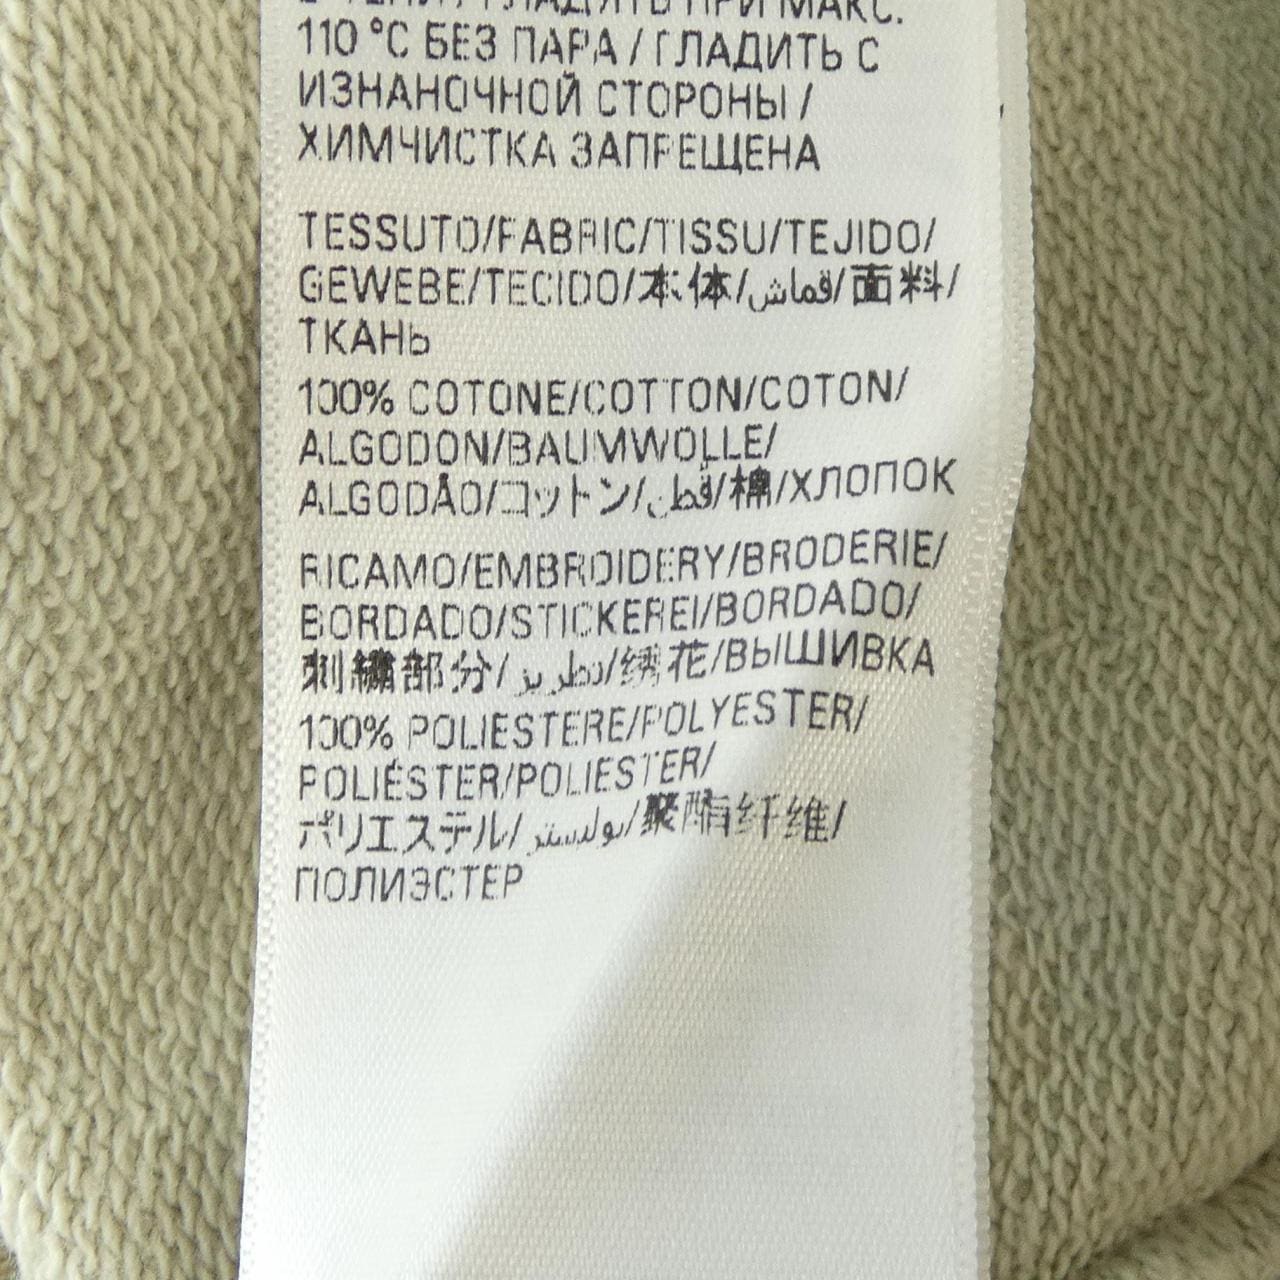 ГЛАДИТЬ ПРИ МАКС.
110 °C БЕЗ ПАРА / ГЛАДИТЬ С
ИЗНАНОЧНОЙ СТОРОНЫ /
ХИМЧИСТКА ЗАПРЕЩЕНА
TESSUTO/FABRIC/TISSU/TEJIDO/
GEWEBE/TECIDO/本体/قماش/面料/
ТКАНЬ
100% COTONE/COTTON/COTON/
ALGODON/BAUMWOLLE/
ALGODÃO/コットン/قطن/棉/ХЛОПОК
RICAMO/EMBROIDERY/BRODERIE/
BORDADO/STICKEREI/BORDADO/
刺繍部分/تطريز/绣花/ВЫШИВКА
100% POLIESTERE/POLYESTER/
POLIÉSTER/POLIESTER/
ポリエステル/بوليستر/聚酯纤维/
ПОЛИЭСТЕР